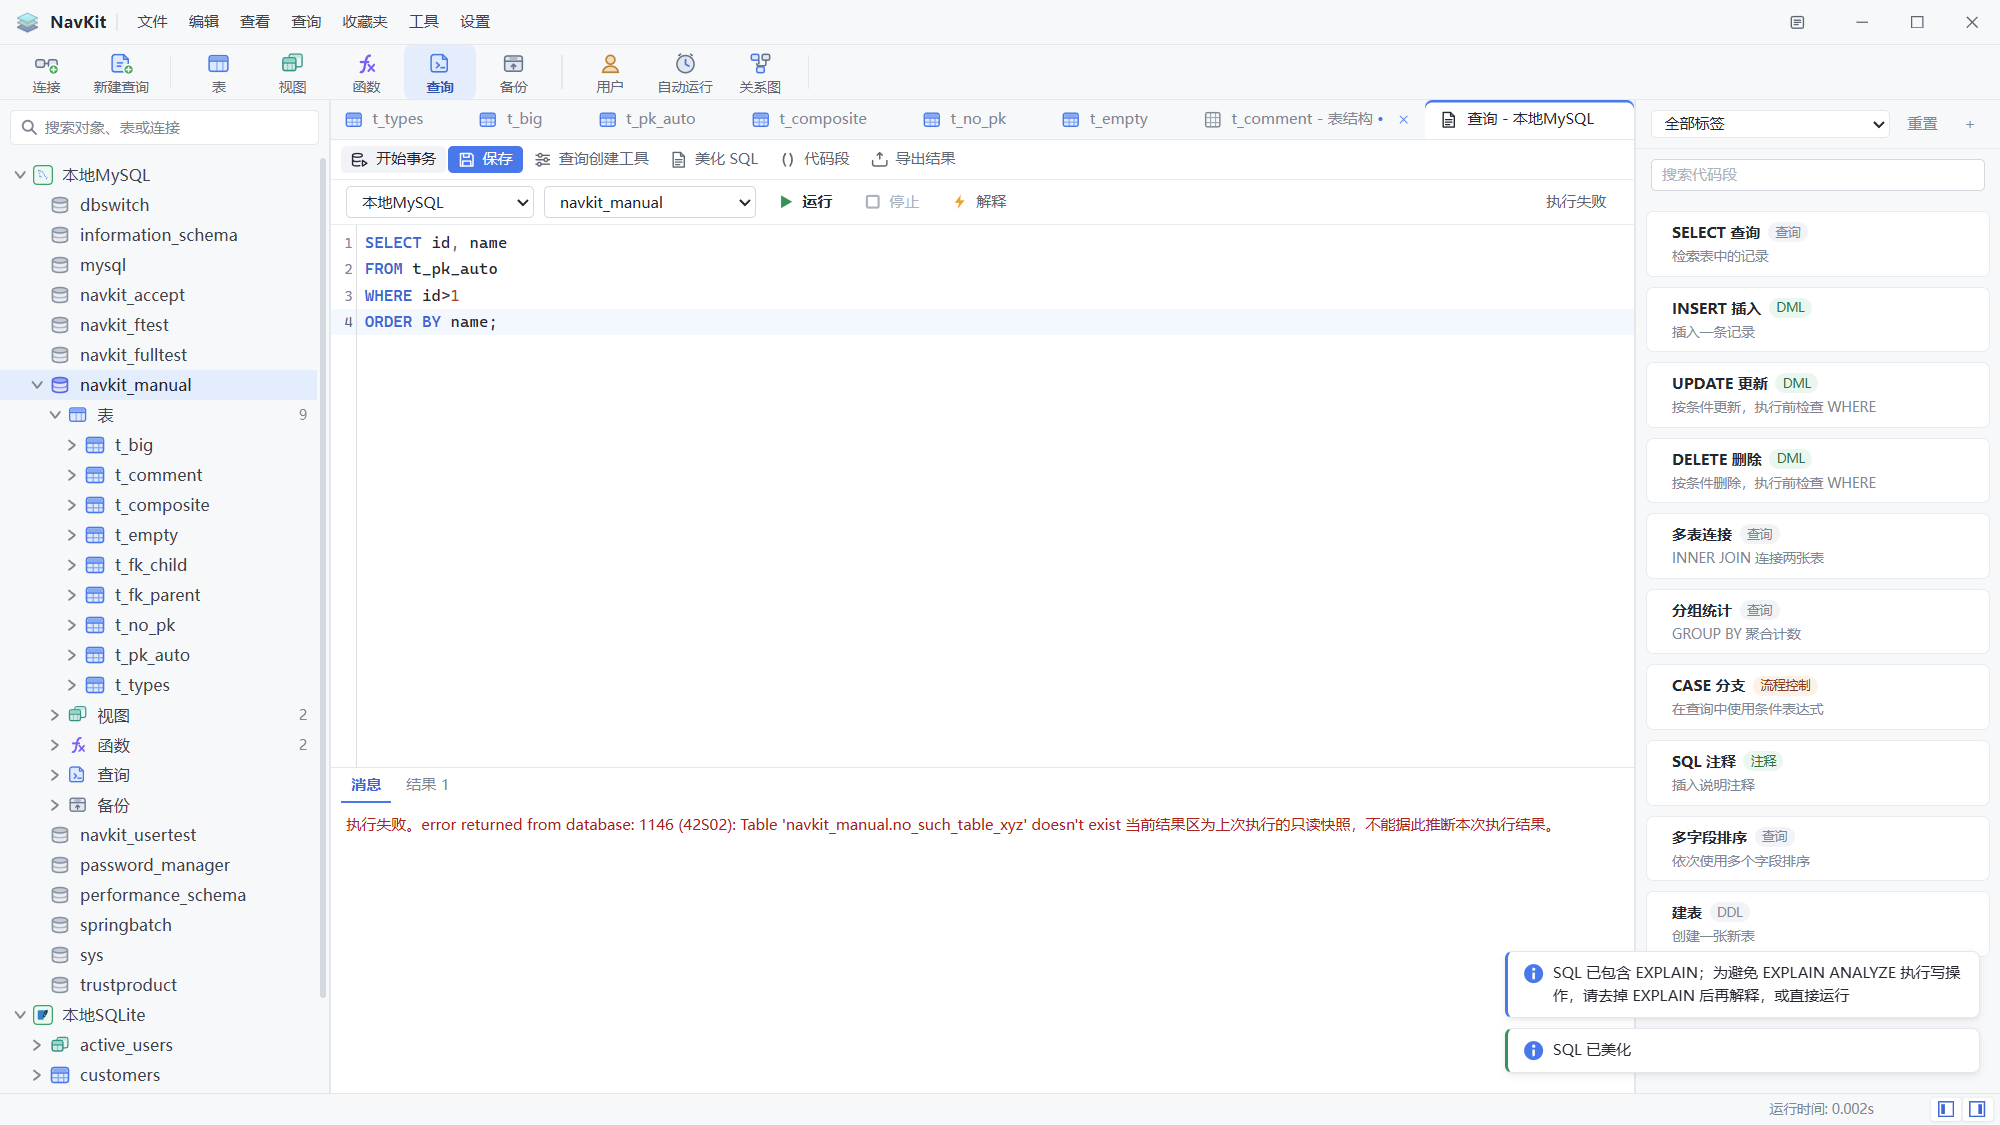 NavKit 文件 编辑 查看 查询 收藏夹 工具 设置
连接 新建查询 表 视图 函数 查询 备份 用户 自动运行 关系图
搜索对象、表或连接
本地MySQL
dbswitch
information_schema
mysql
navkit_accept
navkit_ftest
navkit_fulltest
navkit_manual
表 9
t_big
t_comment
t_composite
t_empty
t_fk_child
t_fk_parent
t_no_pk
t_pk_auto
t_types
视图 2
函数 2
查询
备份
navkit_usertest
password_manager
performance_schema
springbatch
sys
trustproduct
本地SQLite
active_users
customers
t_types t_big t_pk_auto t_composite t_no_pk t_empty t_comment - 表结构 • × 查询 - 本地MySQL
开始事务 保存 查询创建工具 美化 SQL () 代码段 导出结果
本地MySQL navkit_manual 运行 停止 解释 执行失败
1 SELECT id, name
2 FROM t_pk_auto
3 WHERE id>1
4 ORDER BY name;
消息 结果 1
执行失败。error returned from database: 1146 (42S02): Table 'navkit_manual.no_such_table_xyz' doesn't exist 当前结果区为上次执行的只读快照，不能据此推断本次执行结果。
全部标签 重置 +
搜索代码段
SELECT 查询 查询
检索表中的记录
INSERT 插入 DML
插入一条记录
UPDATE 更新 DML
按条件更新，执行前检查 WHERE
DELETE 删除 DML
按条件删除，执行前检查 WHERE
多表连接 查询
INNER JOIN 连接两张表
分组统计 查询
GROUP BY 聚合计数
CASE 分支 流程控制
在查询中使用条件表达式
SQL 注释 注释
插入说明注释
多字段排序 查询
依次使用多个字段排序
建表 DDL
创建一张新表
SQL 已包含 EXPLAIN；为避免 EXPLAIN ANALYZE 执行写操
作，请去掉 EXPLAIN 后再解释，或直接运行
SQL 已美化
运行时间: 0.002s